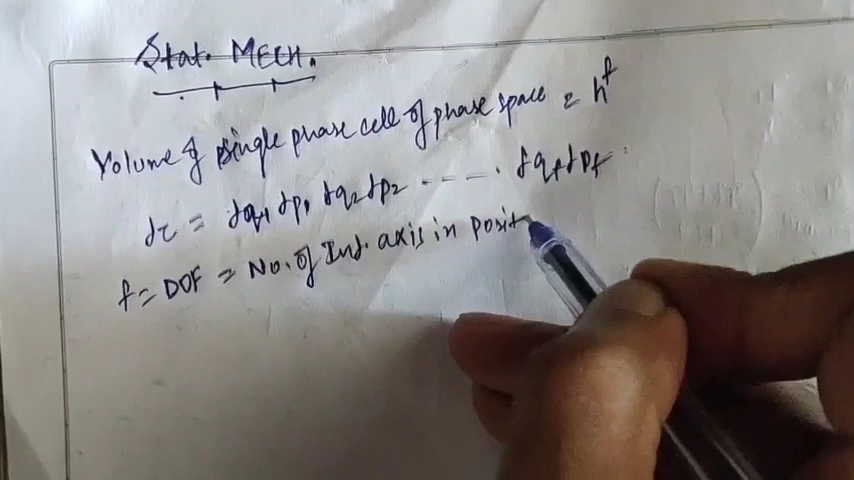 Stat. MECH.
Volume of single phase cell of phase space = h^f
dτ = dq1 dp1 dq2 dp2 ------. dqf dpf
f = DOF = No. of Ind. axis in posit